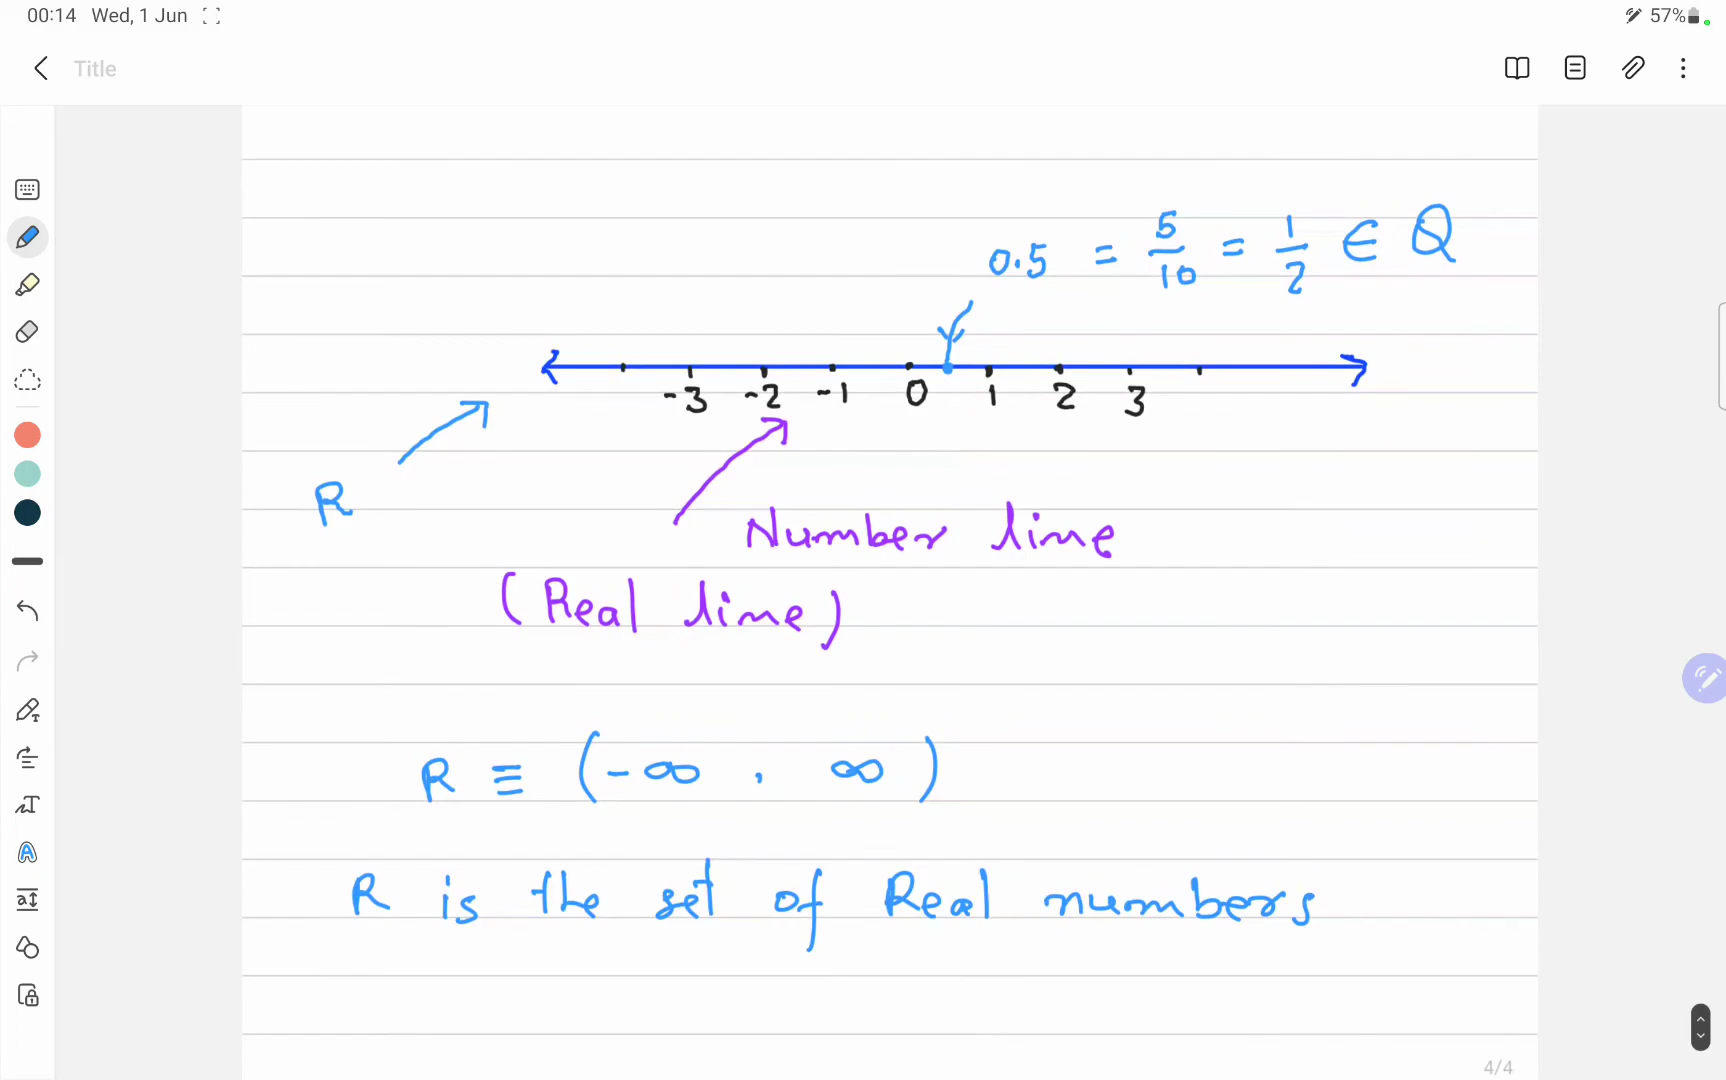 00:14 Wed, 1 Jun 57%
Title
0.5 = 5/10 = 1/2 ∈ Q
-3 -2 -1 0 1 2 3
R
Number line
(Real line)
R ≡ (-∞ , ∞)
R is the set of Real numbers
4/4